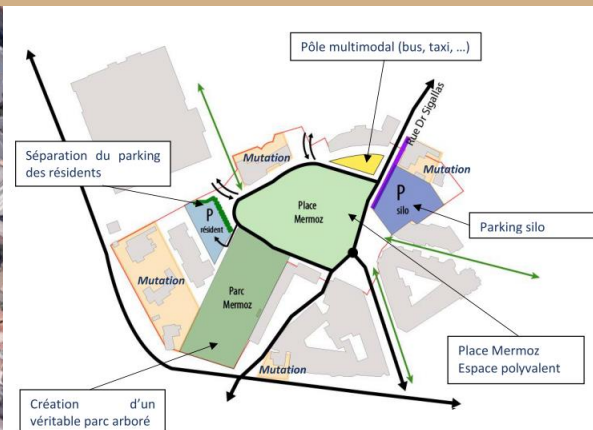 Pôle multimodal (bus, taxi, ...)
Rue Dr Sigallas
Séparation du parking
des résidents
Mutation
Mutation
P
silo
Parking silo
Place
Mermoz
P
résident
Mutation
Parc
Mermoz
Place Mermoz
Espace polyvalent
Mutation
Création d'un
véritable parc arboré